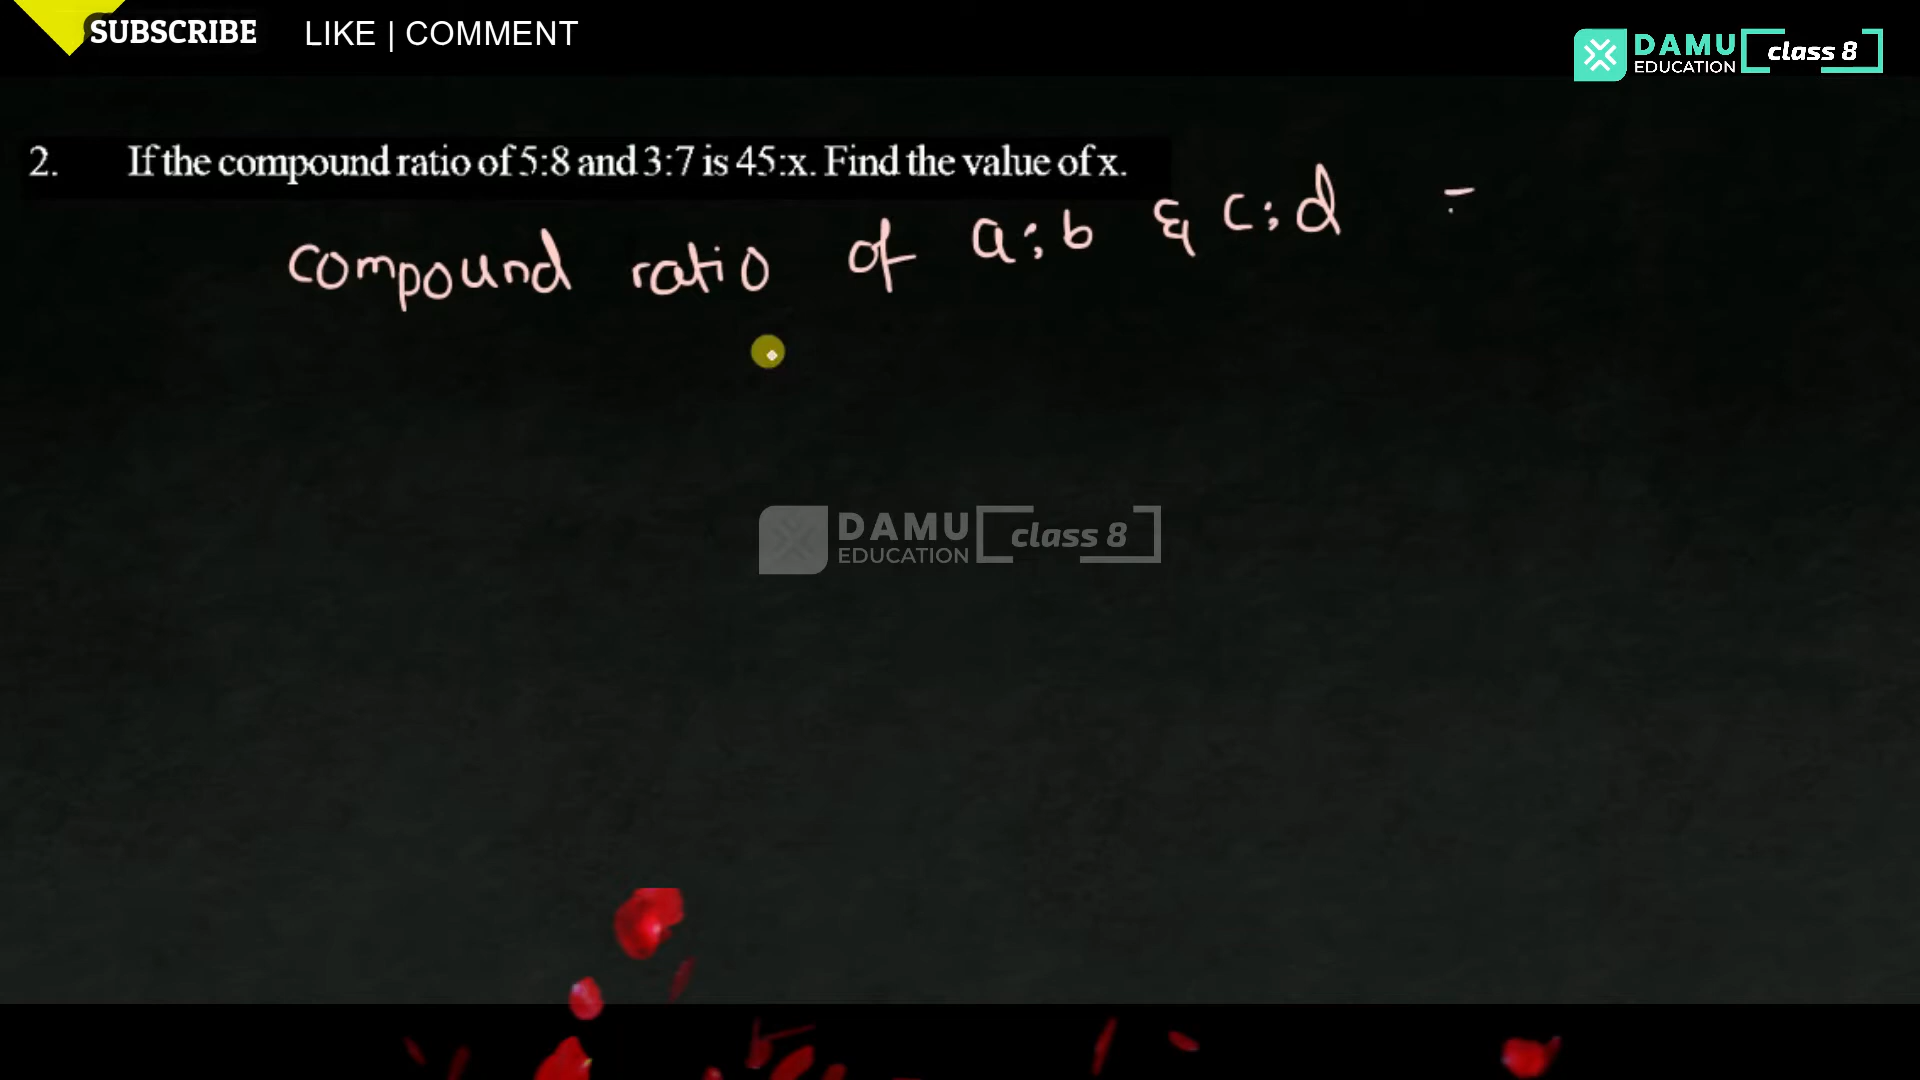 SUBSCRIBE LIKE | COMMENT
DAMU EDUCATION class 8
2. If the compound ratio of 5:8 and 3:7 is 45:x. Find the value of x.
compound ratio of a:b & c:d =
DAMU EDUCATION class 8